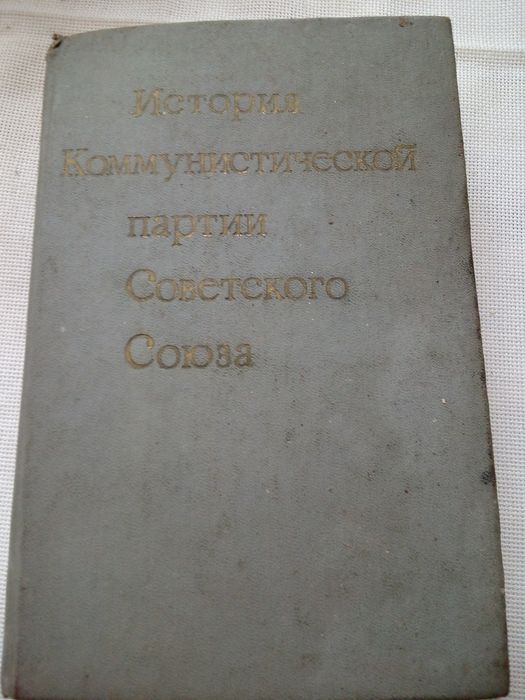 История
Коммунистической
партии
Советского
Союза